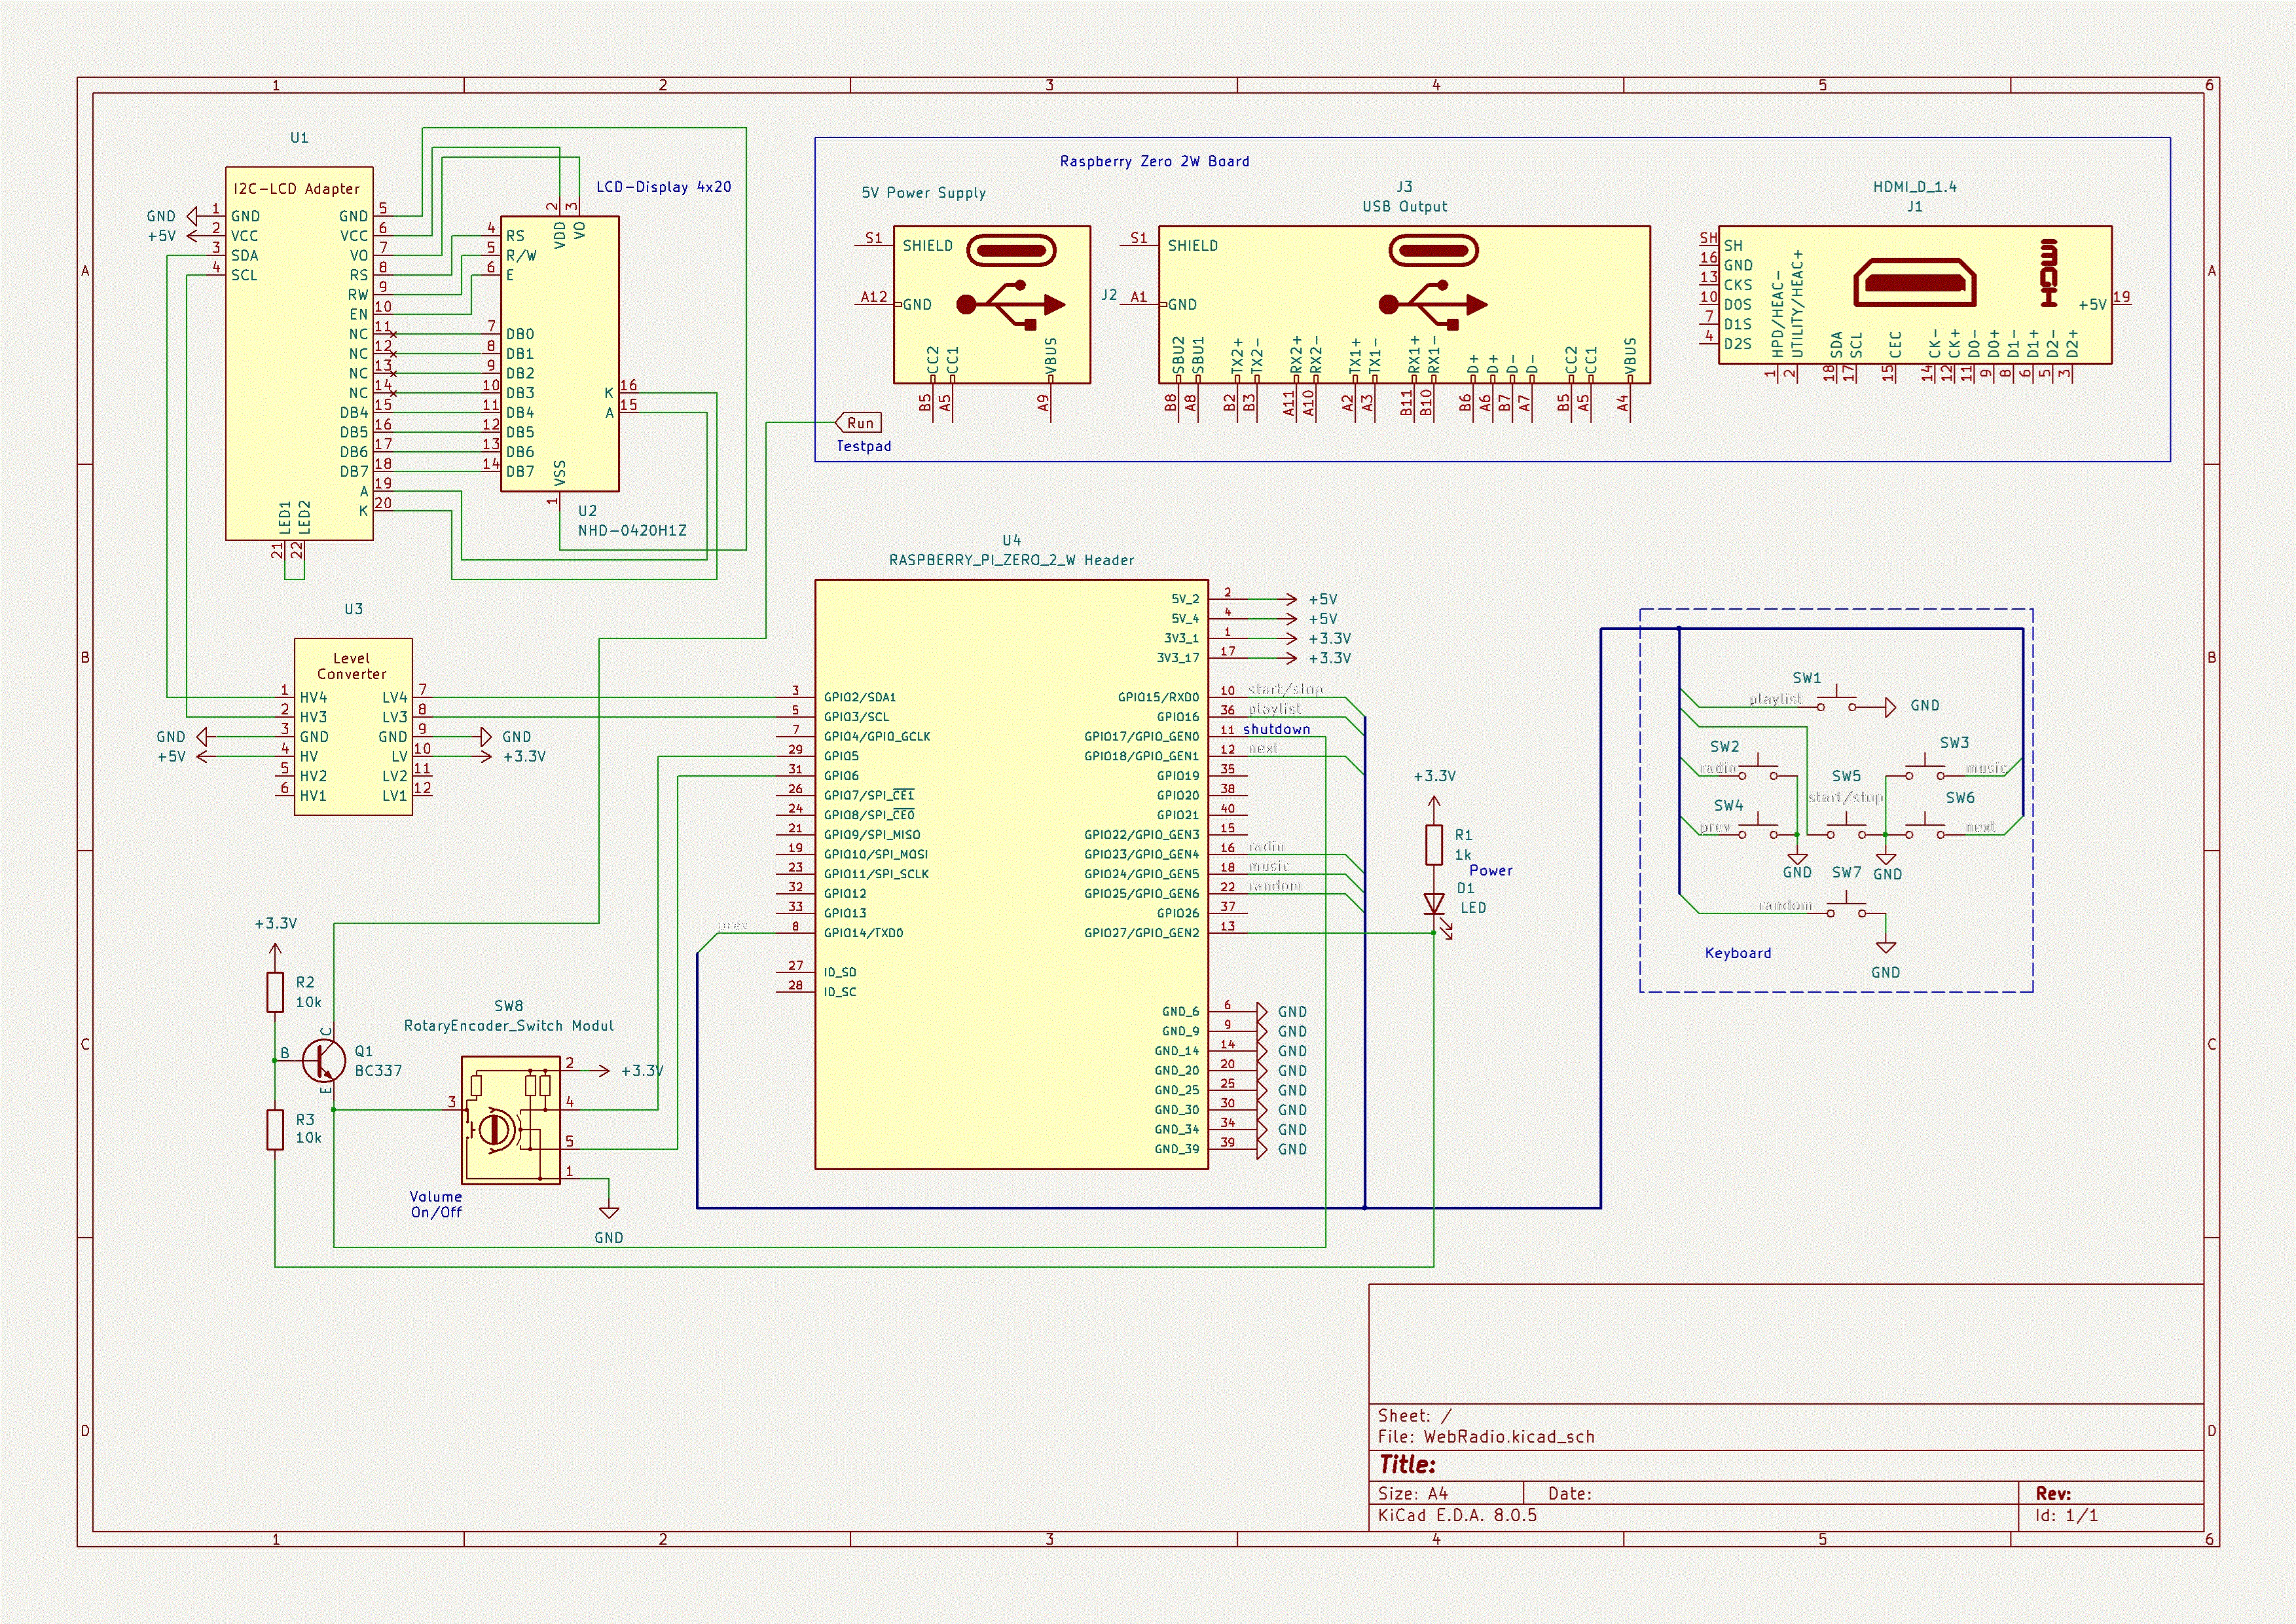 1 2 3 4 5 6
A
B
C
D
U1
I2C-LCD Adapter
GND 1 GND
+5V 2 VCC
3 SDA
4 SCL
GND 5
VCC 6
VO 7
RS 8
RW 9
EN 10
NC 11
NC 12
NC 13
NC 14
DB4 15
DB5 16
DB6 17
DB7 18
A 19
K 20
LED1 21
LED2 22
LCD-Display 4x20
2 VDD
3 VO
4 RS
5 R/W
6 E
7 DB0
8 DB1
9 DB2
10 DB3
11 DB4
12 DB5
13 DB6
14 DB7
K 16
A 15
VSS 1
U2
NHD-0420H1Z
Raspberry Zero 2W Board
5V Power Supply
S1 SHIELD
A12 GND
CC2 B5
CC1 A5
VBUS A9
J2
Run
Testpad
J3
USB Output
S1 SHIELD
A1 GND
SBU2 B8
SBU1 A8
TX2+ B2
TX2- B3
RX2+ A11
RX2- A10
TX1+ A2
TX1- A3
RX1+ B11
RX1- B10
D+ B6
D+ A6
D- B7
D- A7
CC2 B5
CC1 A5
VBUS A4
HDMI_D_1.4
J1
HDMI
SH SH
16 GND
13 CKS
10 D0S
7 D1S
4 D2S
HPD/HEAC- 1
UTILITY/HEAC+ 2
SDA 18
SCL 17
CEC 15
CK- 14
CK+ 12
D0- 11
D0+ 9
D1- 8
D1+ 6
D2- 5
D2+ 3
+5V 19
U3
Level
Converter
1 HV4
2 HV3
GND 3 GND
+5V 4 HV
5 HV2
6 HV1
LV4 7
LV3 8
GND 9 GND
LV 10 +3.3V
LV2 11
LV1 12
U4
RASPBERRY_PI_ZERO_2_W Header
3 GPIO2/SDA1
5 GPIO3/SCL
7 GPIO4/GPIO_GCLK
29 GPIO5
31 GPIO6
26 GPIO7/SPI_CE1
24 GPIO8/SPI_CE0
21 GPIO9/SPI_MISO
19 GPIO10/SPI_MOSI
23 GPIO11/SPI_SCLK
32 GPIO12
33 GPIO13
prev 8 GPIO14/TXD0
27 ID_SD
28 ID_SC
5V_2 2 +5V
5V_4 4 +5V
3V3_1 1 +3.3V
3V3_17 17 +3.3V
GPIO15/RXD0 10 start/stop
GPIO16 36 playlist
GPIO17/GPIO_GEN0 11 shutdown
GPIO18/GPIO_GEN1 12 next
GPIO19 35
GPIO20 38
GPIO21 40
GPIO22/GPIO_GEN3 15
GPIO23/GPIO_GEN4 16 radio
GPIO24/GPIO_GEN5 18 music
GPIO25/GPIO_GEN6 22 random
GPIO26 37
GPIO27/GPIO_GEN2 13
GND_6 6 GND
GND_9 9 GND
GND_14 14 GND
GND_20 20 GND
GND_25 25 GND
GND_30 30 GND
GND_34 34 GND
GND_39 39 GND
+3.3V
R1
1k
Power
D1
LED
SW1
playlist GND
SW2 SW3
radio SW5 music
start/stop
SW4 SW6
prev next
GND SW7 GND
random
Keyboard
GND
+3.3V
R2
10k
C
B Q1
BC337
E
R3
10k
SW8
RotaryEncoder_Switch Modul
2 +3.3V
3 4
5
1
Volume
On/Off
GND
Sheet: /
File: WebRadio.kicad_sch
Title:
Size: A4 Date: Rev:
KiCad E.D.A. 8.0.5 Id: 1/1
1 2 3 4 5 6
A
B
C
D